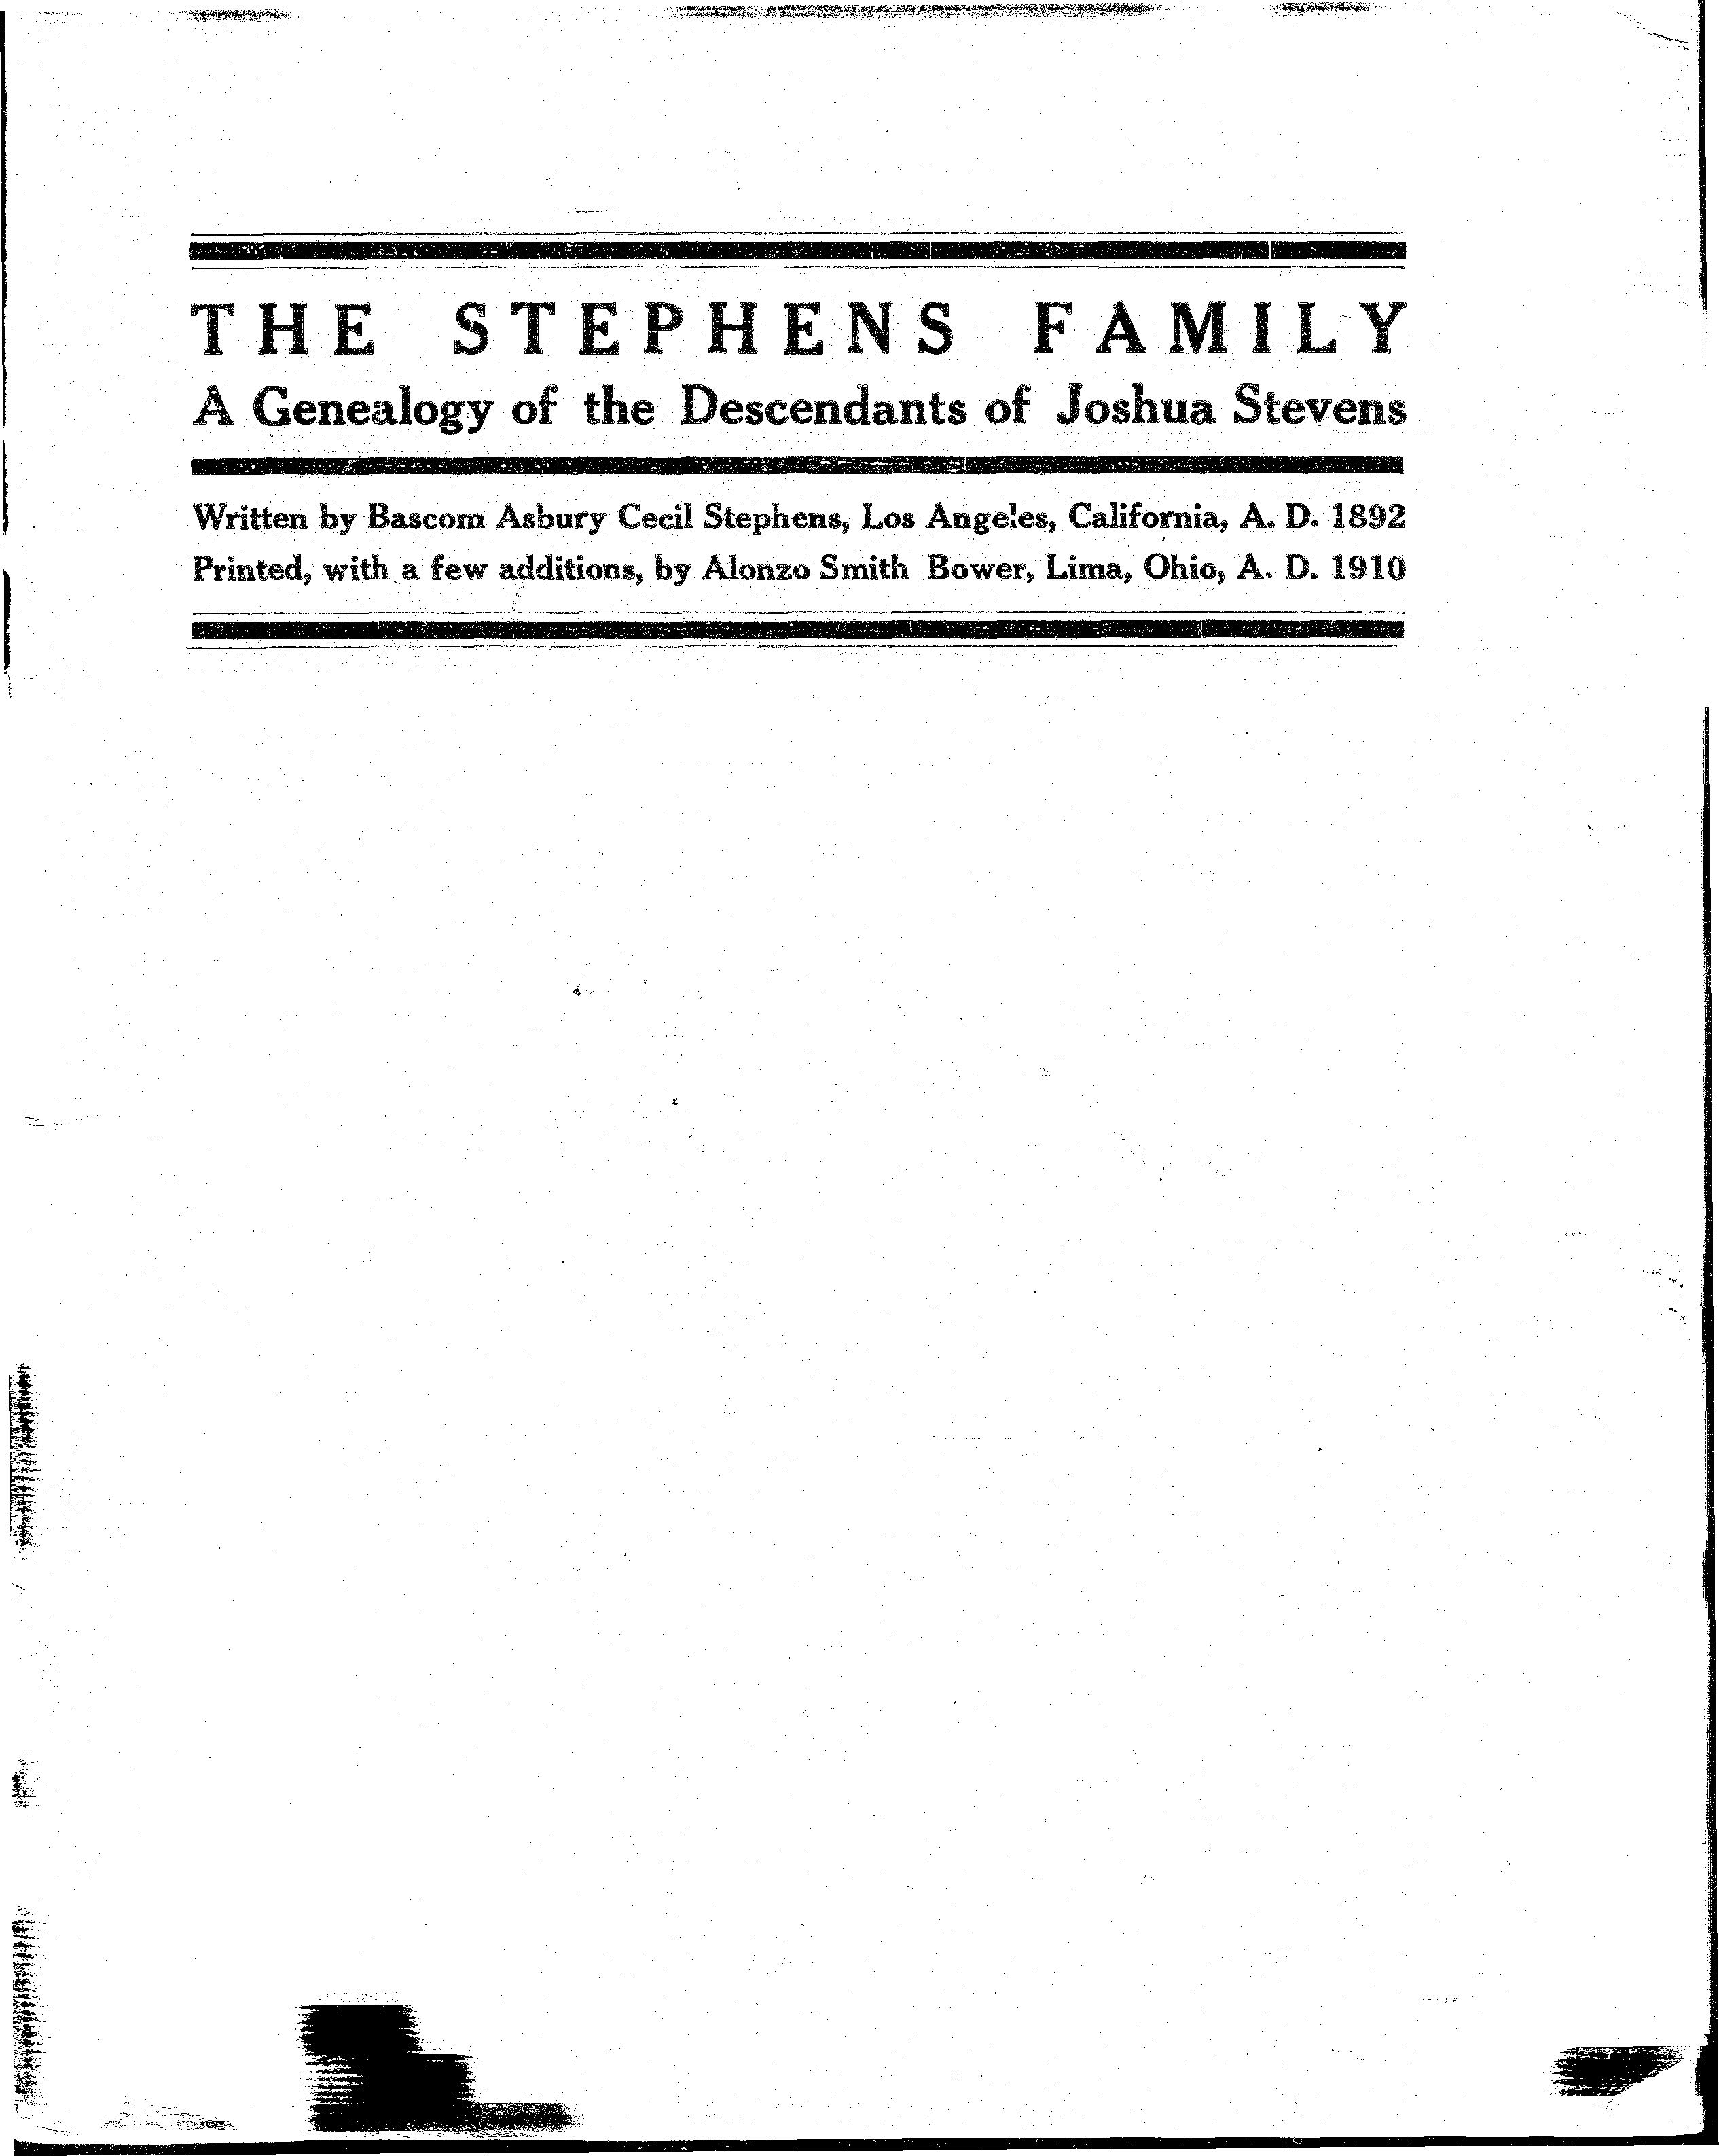 THE STEPHENS FAMILY
A Genealogy of the Descendants of Joshua Stevens
Written by Bascom Asbury Cecil Stephens, Los Angeles, California, A. D. 1892
Printed, with a few additions, by Alonzo Smith Bower, Lima, Ohio, A. D. 1910